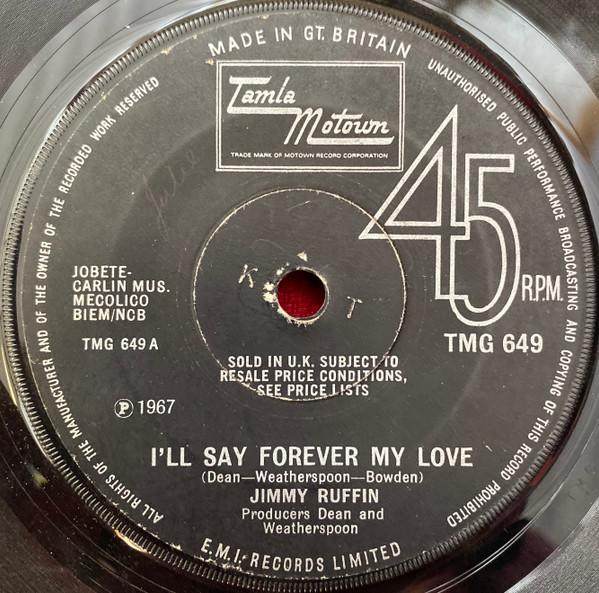 MADE IN GT. BRITAIN
UNAUTHORISED PUBLIC PERFORMANCE BROADCASTING AND COPYING OF THIS RECORD PROHIBITED
ALL RIGHTS OF THE MANUFACTURER AND OF THE OWNER OF THE RECORDED WORK RESERVED
Tamla
Motown
TRADE MARK OF MOTOWN RECORD CORPORATION
45
R.P.M.
JOBETE-
CARLIN MUS.
MECOLICO
BIEM/NCB
K T
TMG 649 A
TMG 649
SOLD IN U.K. SUBJECT TO
RESALE PRICE CONDITIONS,
SEE PRICE LISTS
Ⓟ 1967
I'LL SAY FOREVER MY LOVE
(Dean—Weatherspoon—Bowden)
JIMMY RUFFIN
Producers Dean and
Weatherspoon
E.M.I. RECORDS LIMITED